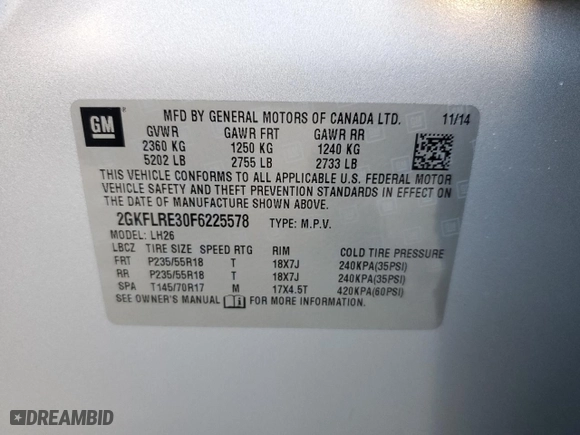 GM
MFD BY GENERAL MOTORS OF CANADA LTD. 11/14
GVWR GAWR FRT GAWR RR
2360 KG 1250 KG 1240 KG
5202 LB 2755 LB 2733 LB
THIS VEHICLE CONFORMS TO ALL APPLICABLE U.S. FEDERAL MOTOR
VEHICLE SAFETY AND THEFT PREVENTION STANDARDS IN EFFECT ON
THE DATE OF MANUFACTURE SHOWN ABOVE.
2GKFLRE30F6225578 TYPE: M.P.V.
MODEL: LH26
LBCZ TIRE SIZE SPEED RTG RIM COLD TIRE PRESSURE
FRT P235/55R18 T 18X7J 240KPA(35PSI)
RR P235/55R18 T 18X7J 240KPA(35PSI)
SPA T145/70R17 M 17X4.5T 420KPA(60PSI)
SEE OWNER'S MANUAL FOR MORE INFORMATION.
DREAMBID